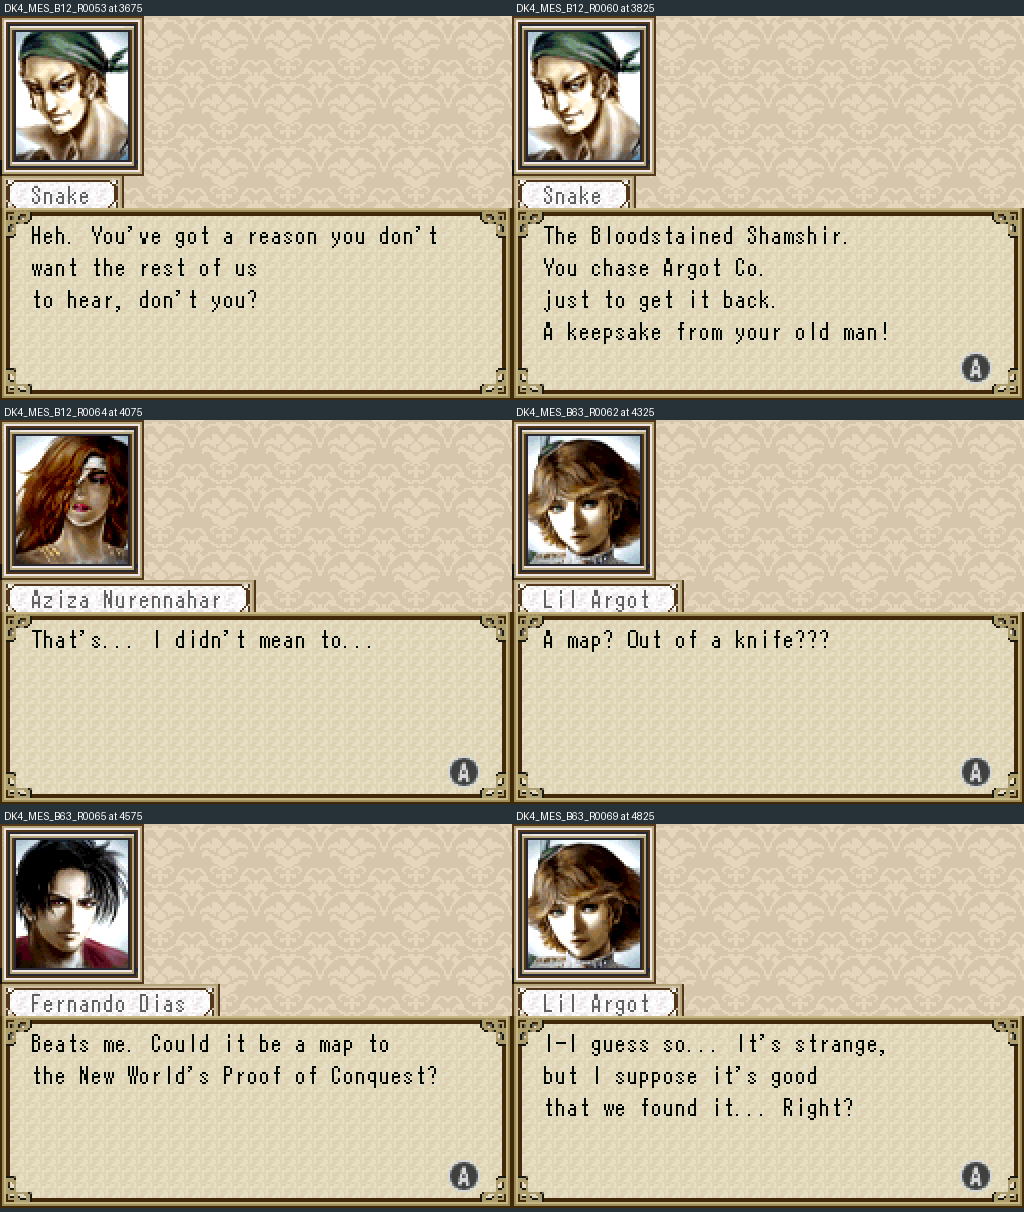 DK4_MES_B12_R0053 at 3675
Snake
Heh. You've got a reason you don't
want the rest of us
to hear, don't you?
DK4_MES_B12_R0060 at 3825
Snake
The Bloodstained Shamshir.
You chase Argot Co.
just to get it back.
A keepsake from your old man!
A
DK4_MES_B12_R0064 at 4075
Aziza Nurennahar
That's... I didn't mean to...
A
DK4_MES_B63_R0062 at 4325
Lil Argot
A map? Out of a knife???
A
DK4_MES_B63_R0065 at 4575
Fernando Dias
Beats me. Could it be a map to
the New World's Proof of Conquest?
A
DK4_MES_B63_R0069 at 4825
Lil Argot
I-I guess so... It's strange,
but I suppose it's good
that we found it... Right?
A